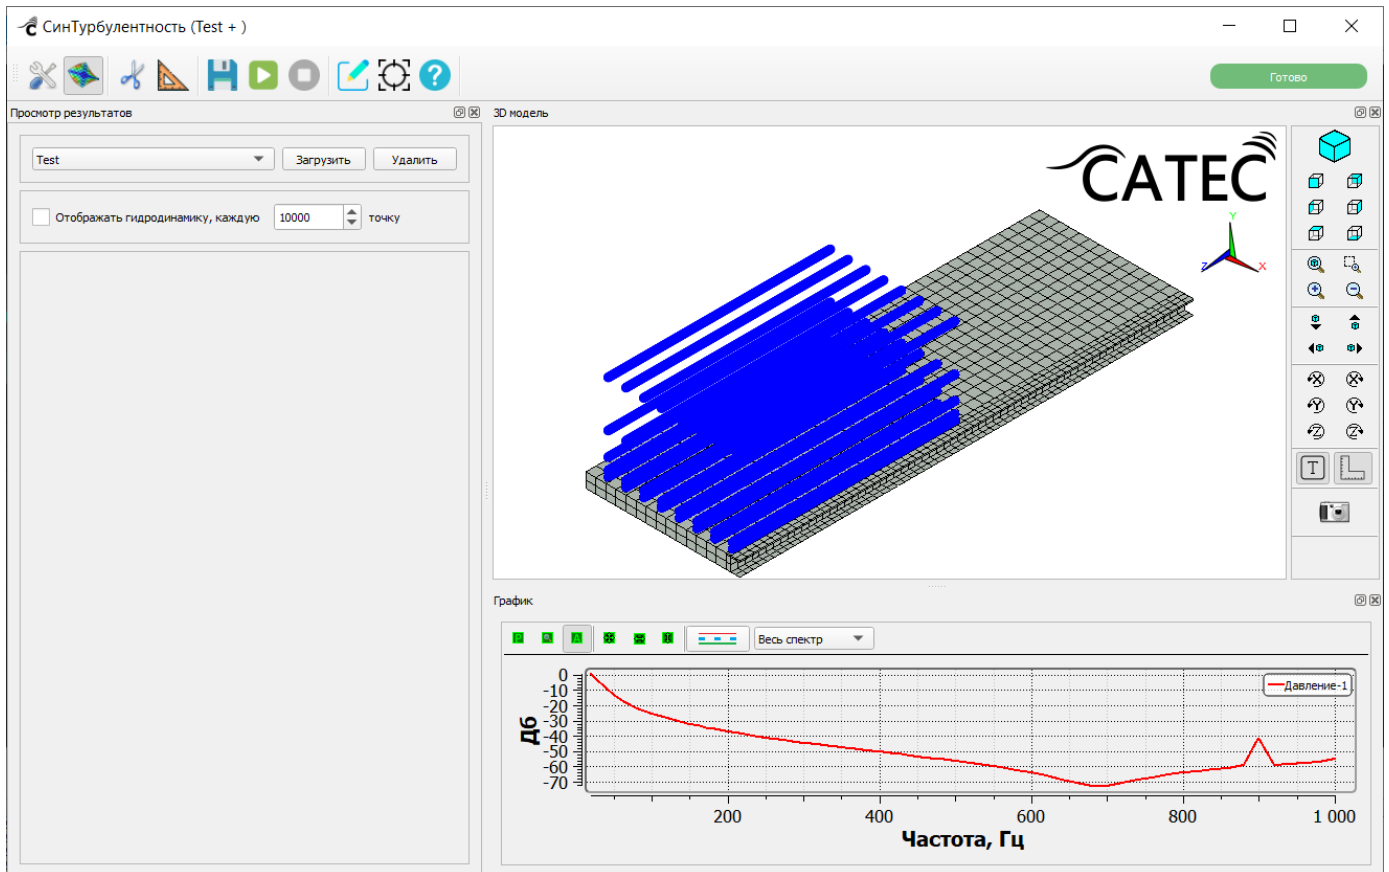 СинТурбулентность (Test + )
Готово
Просмотр результатов
Test
Загрузить
Удалить
Отображать гидродинамику, каждую 10000 точку
3D модель
CATEC
Y
Z
X
X X
Y Y
Z Z
T
График
P
A
Весь спектр
Давление-1
Дб
0
-10
-20
-30
-40
-50
-60
-70
200 400 600 800 1 000
Частота, Гц